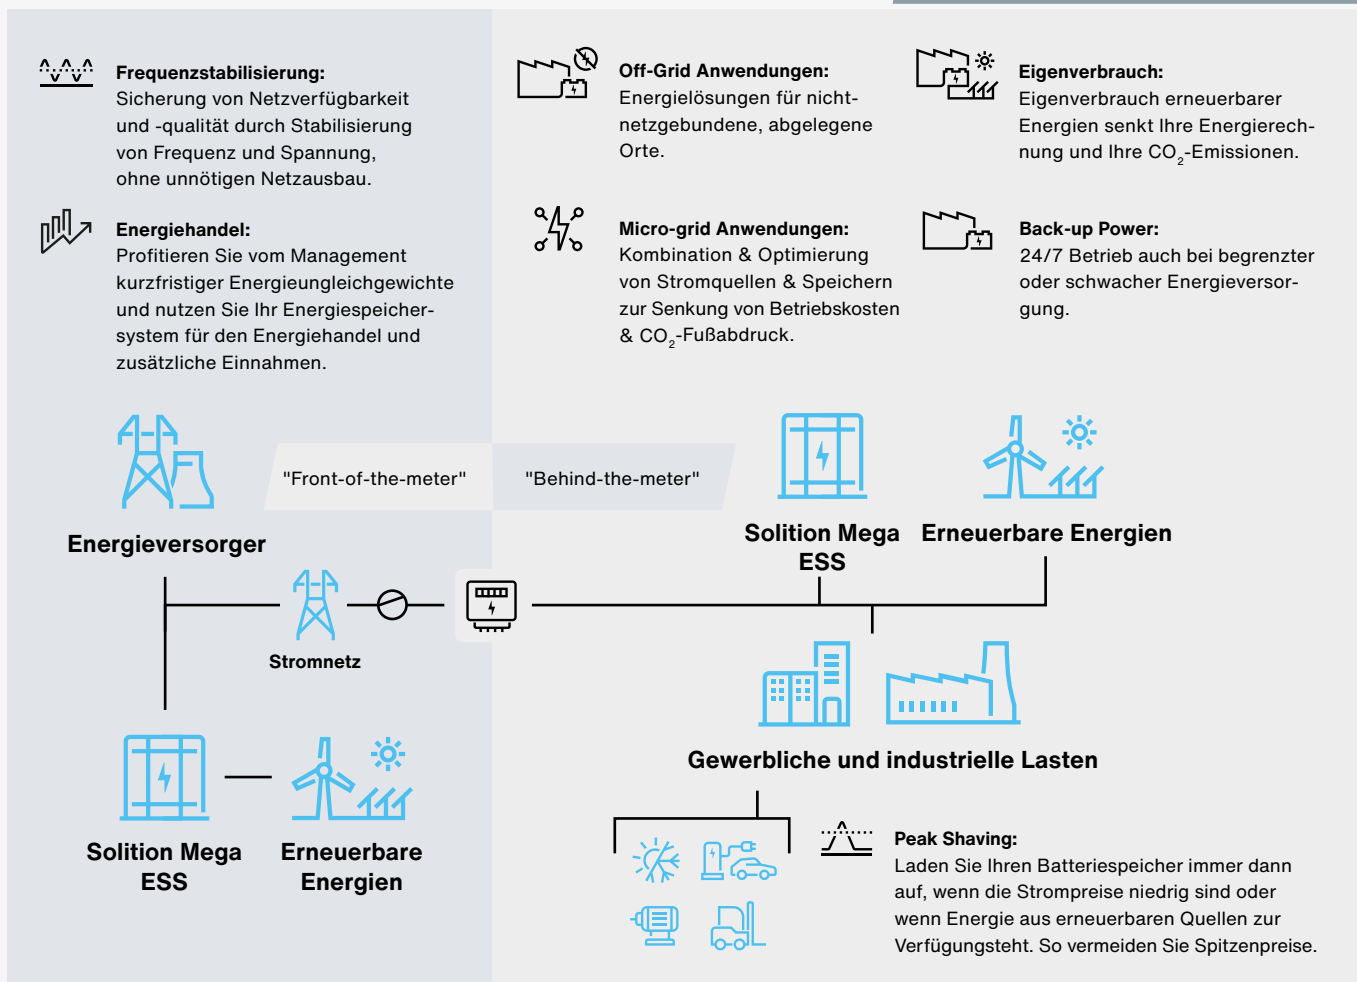 Frequenzstabilisierung:
Sicherung von Netzverfügbarkeit
und -qualität durch Stabilisierung
von Frequenz und Spannung,
ohne unnötigen Netzausbau.
Energiehandel:
Profitieren Sie vom Management
kurzfristiger Energieungleichgewichte
und nutzen Sie Ihr Energiespeicher-
system für den Energiehandel und
zusätzliche Einnahmen.
Off-Grid Anwendungen:
Energielösungen für nicht-
netzgebundene, abgelegene
Orte.
Micro-grid Anwendungen:
Kombination & Optimierung
von Stromquellen & Speichern
zur Senkung von Betriebskosten
& CO₂-Fußabdruck.
Eigenverbrauch:
Eigenverbrauch erneuerbarer
Energien senkt Ihre Energierech-
nung und Ihre CO₂-Emissionen.
Back-up Power:
24/7 Betrieb auch bei begrenzter
oder schwacher Energieversor-
gung.
"Front-of-the-meter"
"Behind-the-meter"
Energieversorger
Solition Mega
ESS
Erneuerbare Energien
Stromnetz
Gewerbliche und industrielle Lasten
Solition Mega
ESS
Erneuerbare
Energien
Peak Shaving:
Laden Sie Ihren Batteriespeicher immer dann
auf, wenn die Strompreise niedrig sind oder
wenn Energie aus erneuerbaren Quellen zur
Verfügungsteht. So vermeiden Sie Spitzenpreise.